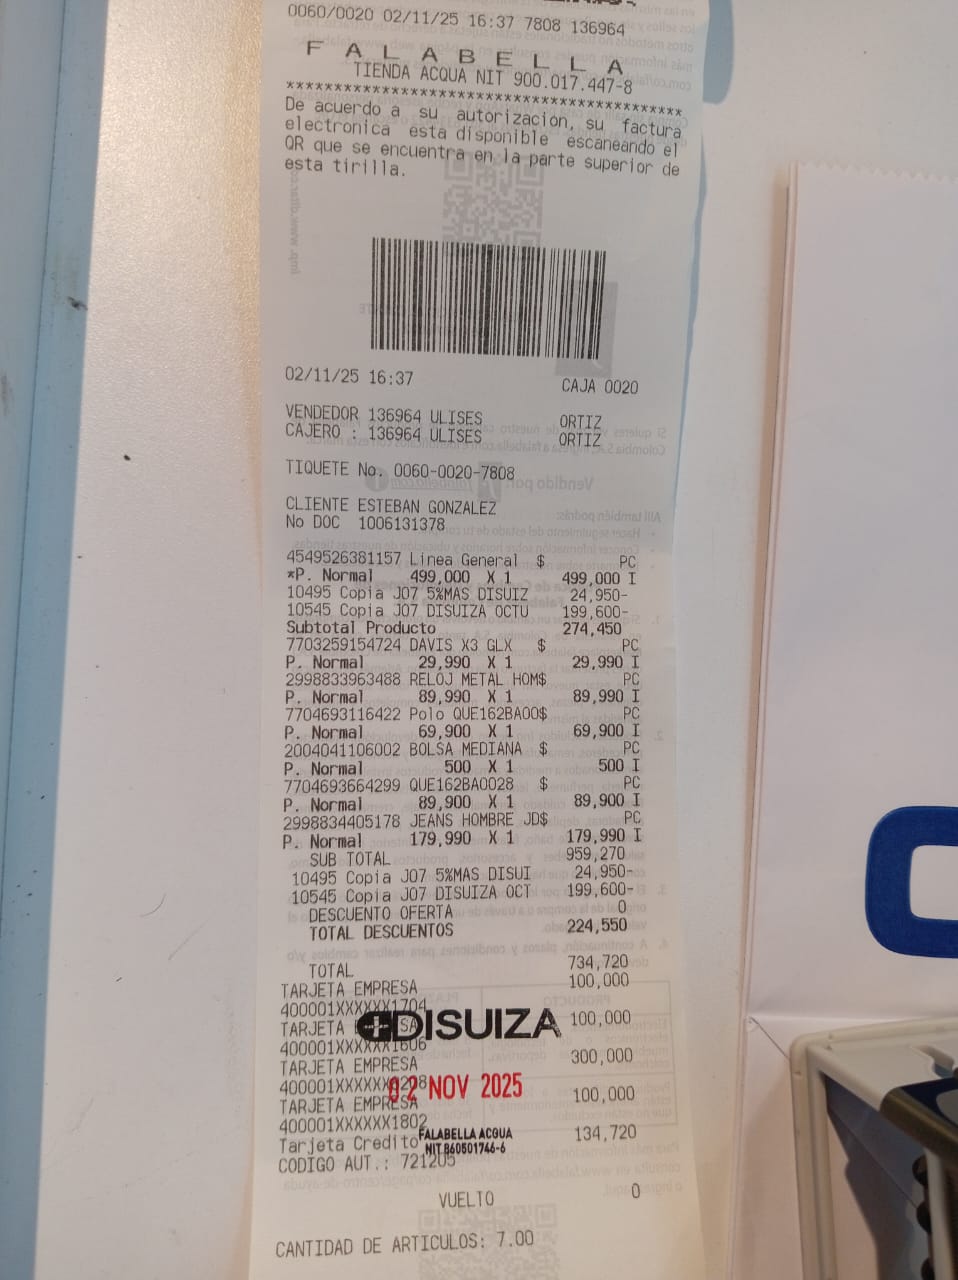 0060/0020 02/11/25 16:37 7808 136964
F A L A B E L L A
TIENDA ACQUA NIT 900.017.447-8
******************************************
De acuerdo a su autorizacion, su factura
electronica esta disponible escaneando el
QR que se encuentra en la parte superior de
esta tirilla.
02/11/25 16:37 CAJA 0020
VENDEDOR 136964 ULISES ORTIZ
CAJERO : 136964 ULISES ORTIZ
TIQUETE No. 0060-0020-7808
CLIENTE ESTEBAN GONZALEZ
No DOC 1006131378
4549526381157 Linea General $ PC
*P. Normal 499,000 X 1 499,000 I
10495 Copia J07 5%MAS DISUIZ 24,950-
10545 Copia J07 DISUIZA OCTU 199,600-
Subtotal Producto 274,450
7703259154724 DAVIS X3 GLX $ PC
P. Normal 29,990 X 1 29,990 I
2998833963488 RELOJ METAL HOM$ PC
P. Normal 89,990 X 1 89,990 I
7704693116422 Polo QUE162BA00$ PC
P. Normal 69,900 X 1 69,900 I
2004041106002 BOLSA MEDIANA $ PC
P. Normal 500 X 1 500 I
7704693664299 QUE162BA0028 $ PC
P. Normal 89,900 X 1 89,900 I
2998834405178 JEANS HOMBRE JD$ PC
P. Normal 179,990 X 1 179,990 I
SUB TOTAL 959,270
10495 Copia J07 5%MAS DISUI 24,950-
10545 Copia J07 DISUIZA OCT 199,600-
DESCUENTO OFERTA 0
TOTAL DESCUENTOS 224,550
TOTAL 734,720
TARJETA EMPRESA 100,000
400001XXXXXX1704
TARJETA SA 100,000
DISUIZA
400001XXXXXX1606
TARJETA EMPRESA 300,000
02 NOV 2025
TARJETA EMPRESA 100,000
400001XXXXXX1802
Tarjeta Credito 134,720
FALABELLA ACQUA
NIT.860501746-6
CODIGO AUT.: 721205
VUELTO 0
CANTIDAD DE ARTICULOS: 7.00